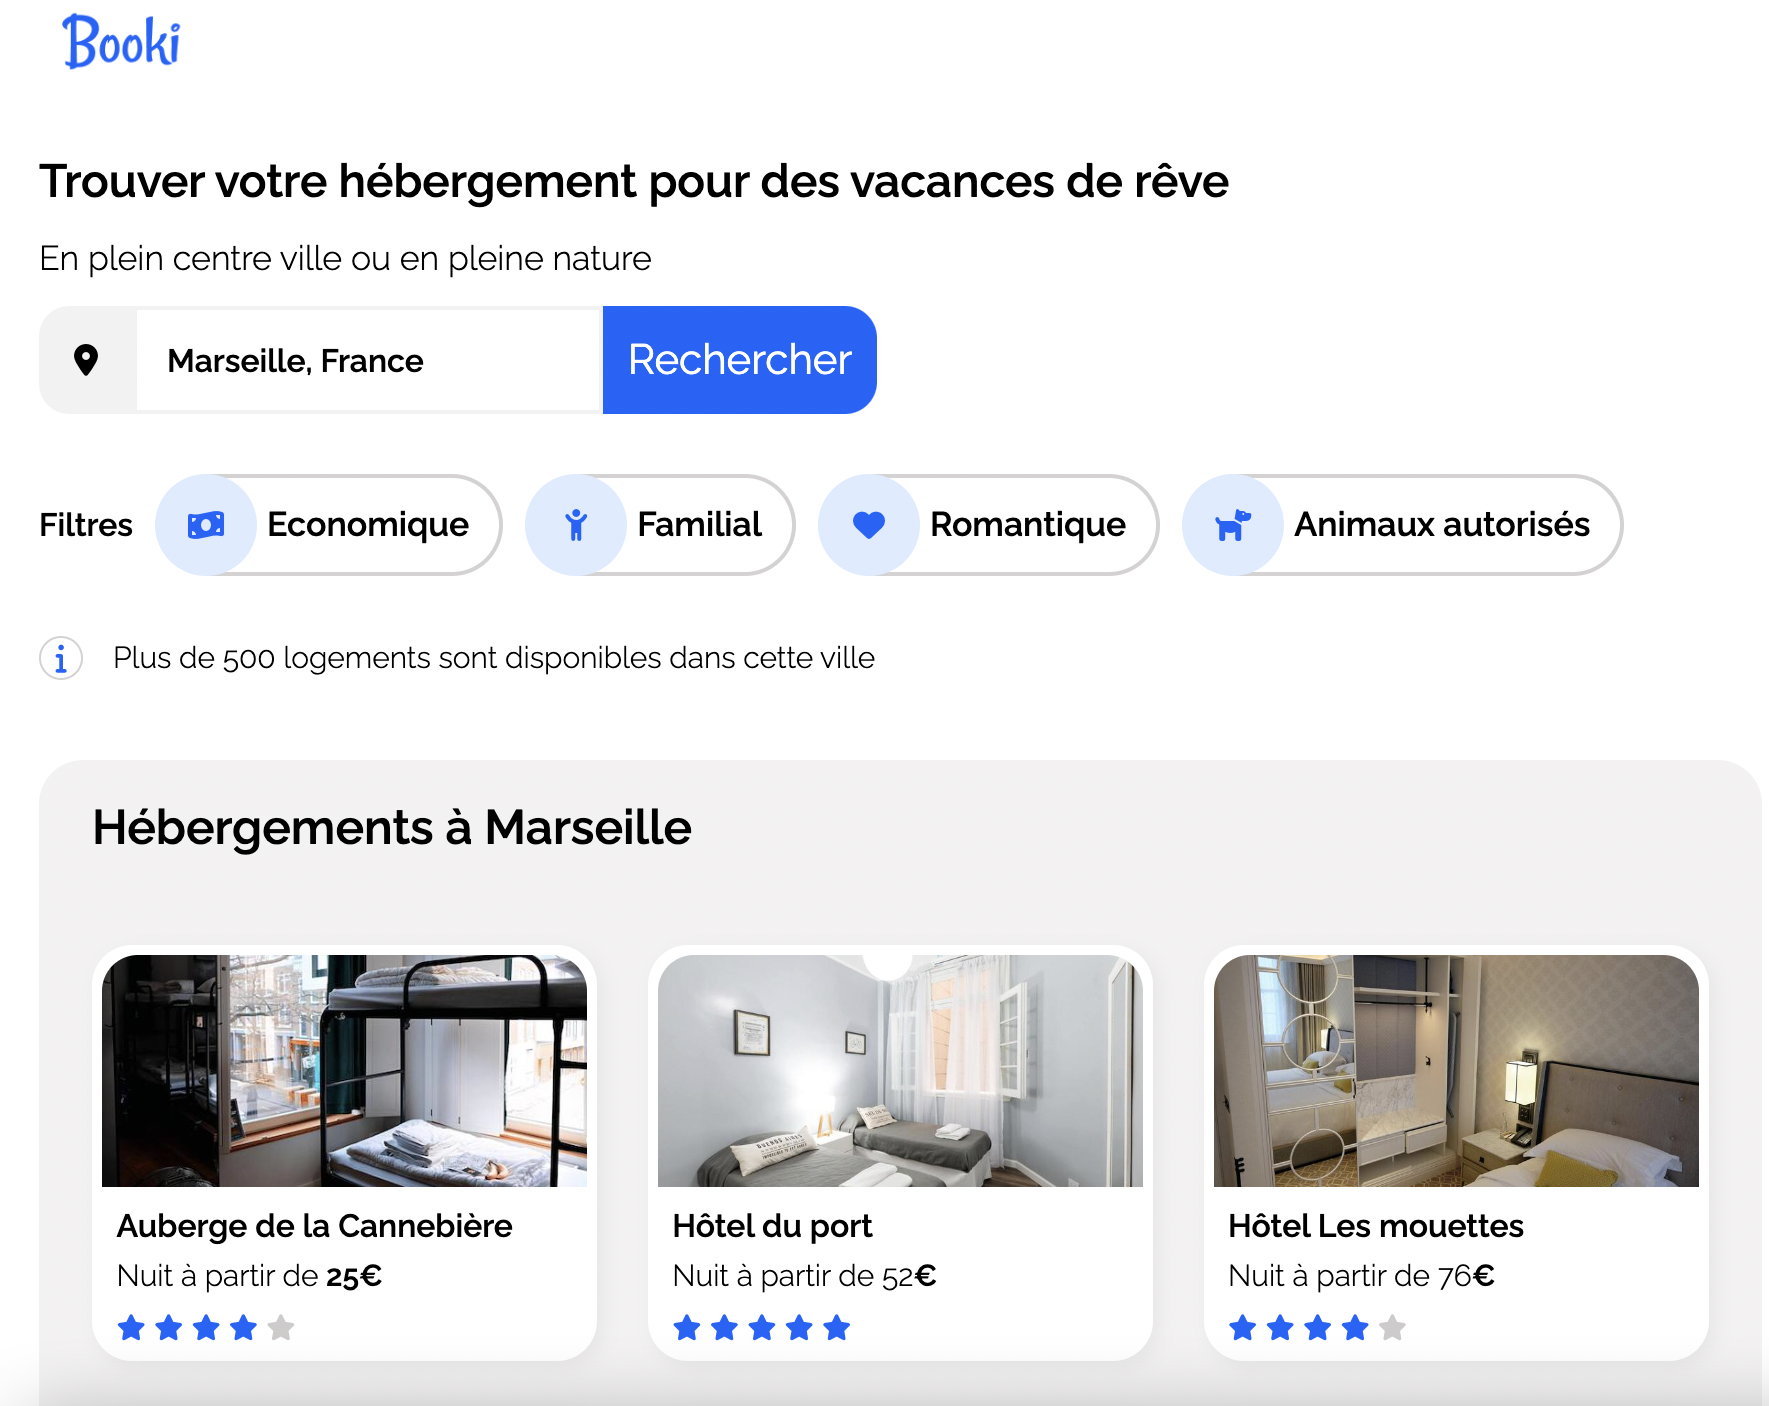 Booki
Trouver votre hébergement pour des vacances de rêve
En plein centre ville ou en pleine nature
Marseille, France
Rechercher
Filtres
Economique
Familial
Romantique
Animaux autorisés
Plus de 500 logements sont disponibles dans cette ville
Hébergements à Marseille
Auberge de la Cannebière
Nuit à partir de 25€
Hôtel du port
Nuit à partir de 52€
Hôtel Les mouettes
Nuit à partir de 76€